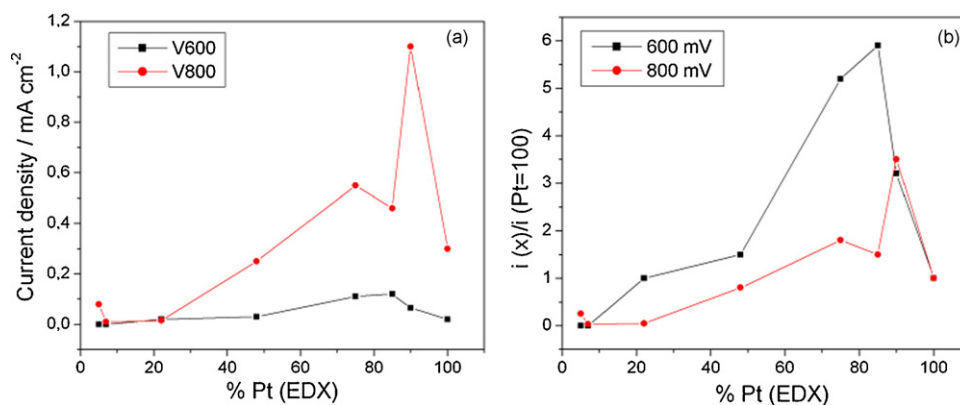 (a)
V600
V800
Current density / mA cm-2
1,2
1,0
0,8
0,6
0,4
0,2
0,0
0 20 40 60 80 100
% Pt (EDX)
(b)
600 mV
800 mV
i (x)/i (Pt=100)
6
5
4
3
2
1
0
0 20 40 60 80 100
% Pt (EDX)